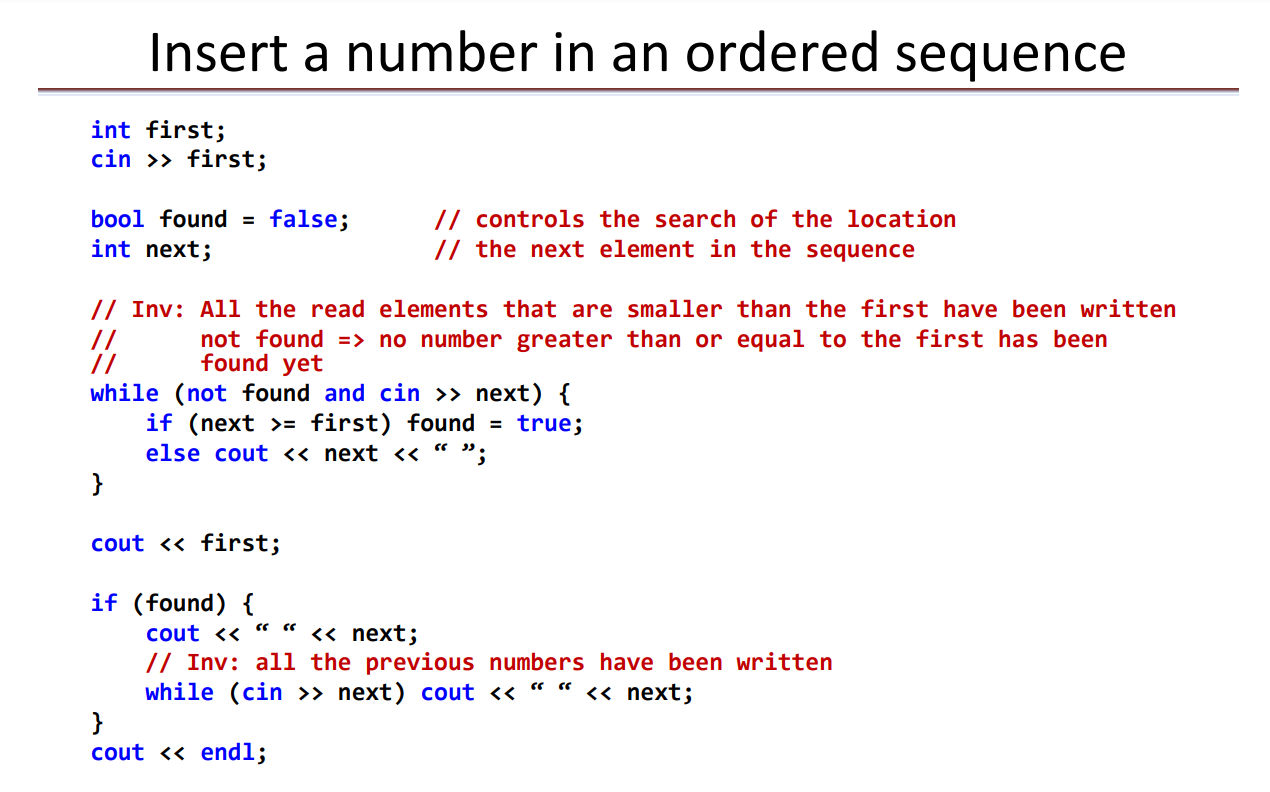 Insert a number in an ordered sequence
int first;
cin >> first;
bool found = false; // controls the search of the location
int next; // the next element in the sequence
// Inv: All the read elements that are smaller than the first have been written
// not found => no number greater than or equal to the first has been
// found yet
while (not found and cin >> next) {
if (next >= first) found = true;
else cout << next << “ ”;
}
cout << first;
if (found) {
cout << “ “ << next;
// Inv: all the previous numbers have been written
while (cin >> next) cout << “ “ << next;
}
cout << endl;